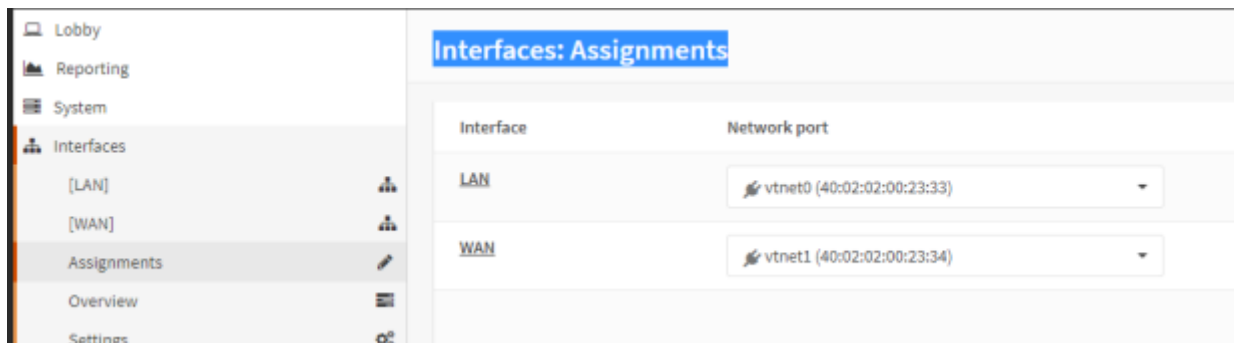 Lobby
Reporting
System
Interfaces
[LAN]
[WAN]
Assignments
Overview
Settings
Interfaces: Assignments
Interface Network port
LAN vtnet0 (40:02:02:00:23:33)
WAN vtnet1 (40:02:02:00:23:34)